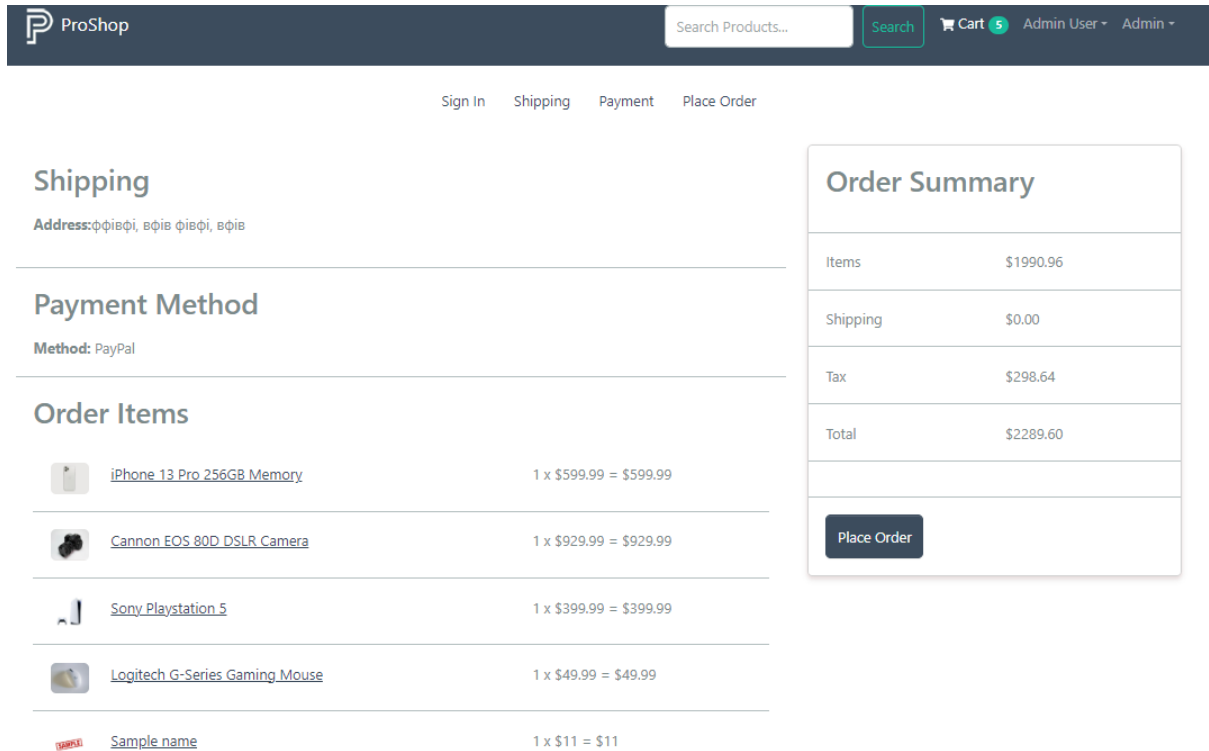 ProShop
Search Products...
Search
Cart 5
Admin User
Admin
Sign In
Shipping
Payment
Place Order
Shipping
Address:ффівфі, вфів фівфі, вфів
Payment Method
Method: PayPal
Order Items
iPhone 13 Pro 256GB Memory 1 x $599.99 = $599.99
Cannon EOS 80D DSLR Camera 1 x $929.99 = $929.99
Sony Playstation 5 1 x $399.99 = $399.99
Logitech G-Series Gaming Mouse 1 x $49.99 = $49.99
SAMPLE
Sample name 1 x $11 = $11
Order Summary
Items $1990.96
Shipping $0.00
Tax $298.64
Total $2289.60
Place Order